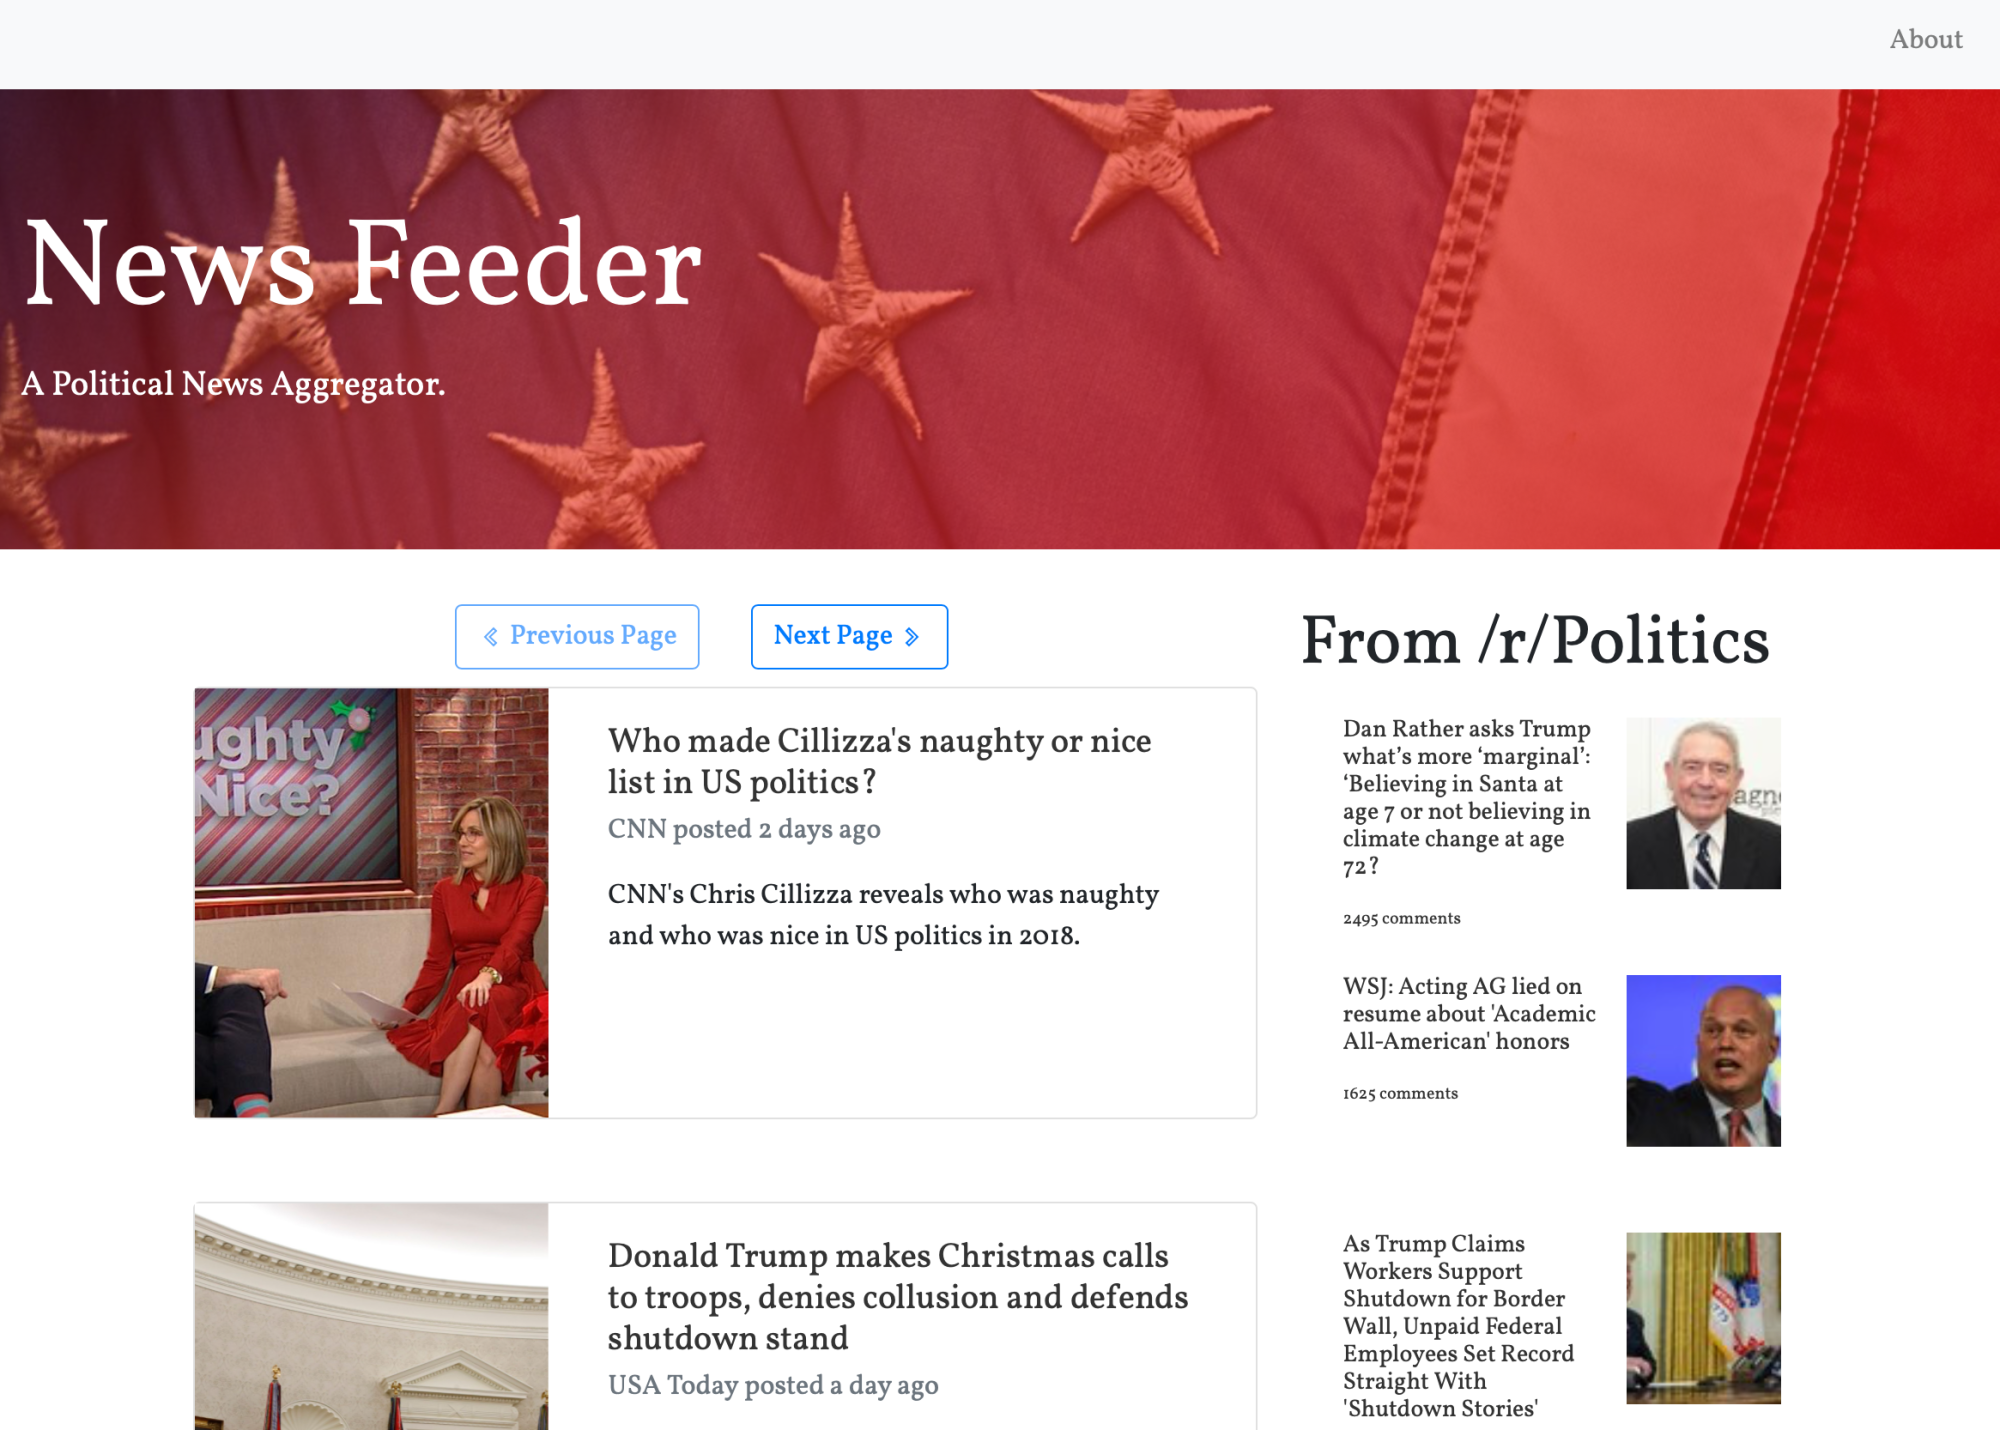 About
News Feeder
A Political News Aggregator.
Previous Page
Next Page
ughty
Nice?
Who made Cillizza's naughty or nice
list in US politics?
CNN posted 2 days ago
CNN's Chris Cillizza reveals who was naughty
and who was nice in US politics in 2018.
Donald Trump makes Christmas calls
to troops, denies collusion and defends
shutdown stand
USA Today posted a day ago
From /r/Politics
Dan Rather asks Trump
what’s more ‘marginal’:
‘Believing in Santa at
age 7 or not believing in
climate change at age
72?
2495 comments
agn
WSJ: Acting AG lied on
resume about 'Academic
All-American' honors
1625 comments
As Trump Claims
Workers Support
Shutdown for Border
Wall, Unpaid Federal
Employees Set Record
Straight With
'Shutdown Stories'